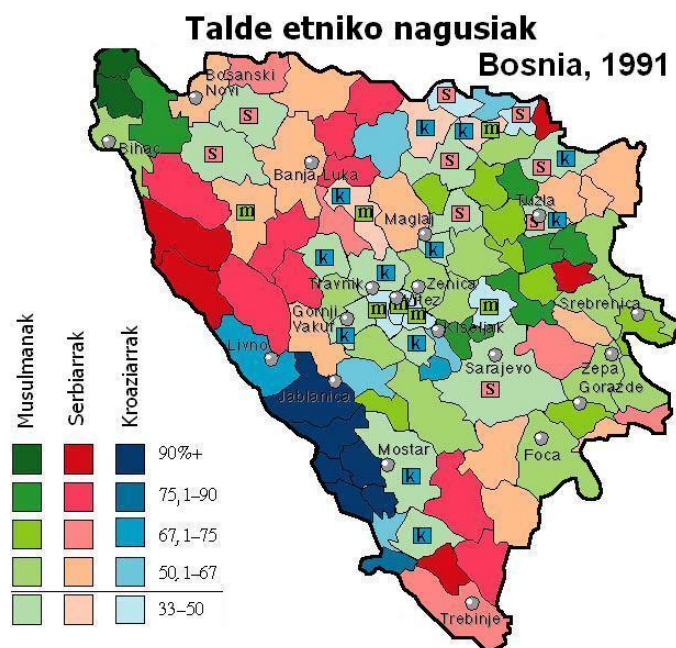 Talde etniko nagusiak
Bosnia, 1991
Bosanski
Novi
s
s
s
s
k
k
m
Bihać
s
s
s
k
Banja Luka
k
m
m
Tuzla
s
k
Maglaj
s
k
k
Travnik
Zenica
Vitez
m
m
m
m
Gornji
Vakuf
k
k
Kiseljak
Srebrenica
Livno
Sarajevo
s
Žepa
Goražde
Jablanica
Mostar
k
Foca
k
Trebinje
Musulmanak
Serbiarrak
Kroaziarrak
90%+
75,1–90
67,1–75
50,1–67
33–50